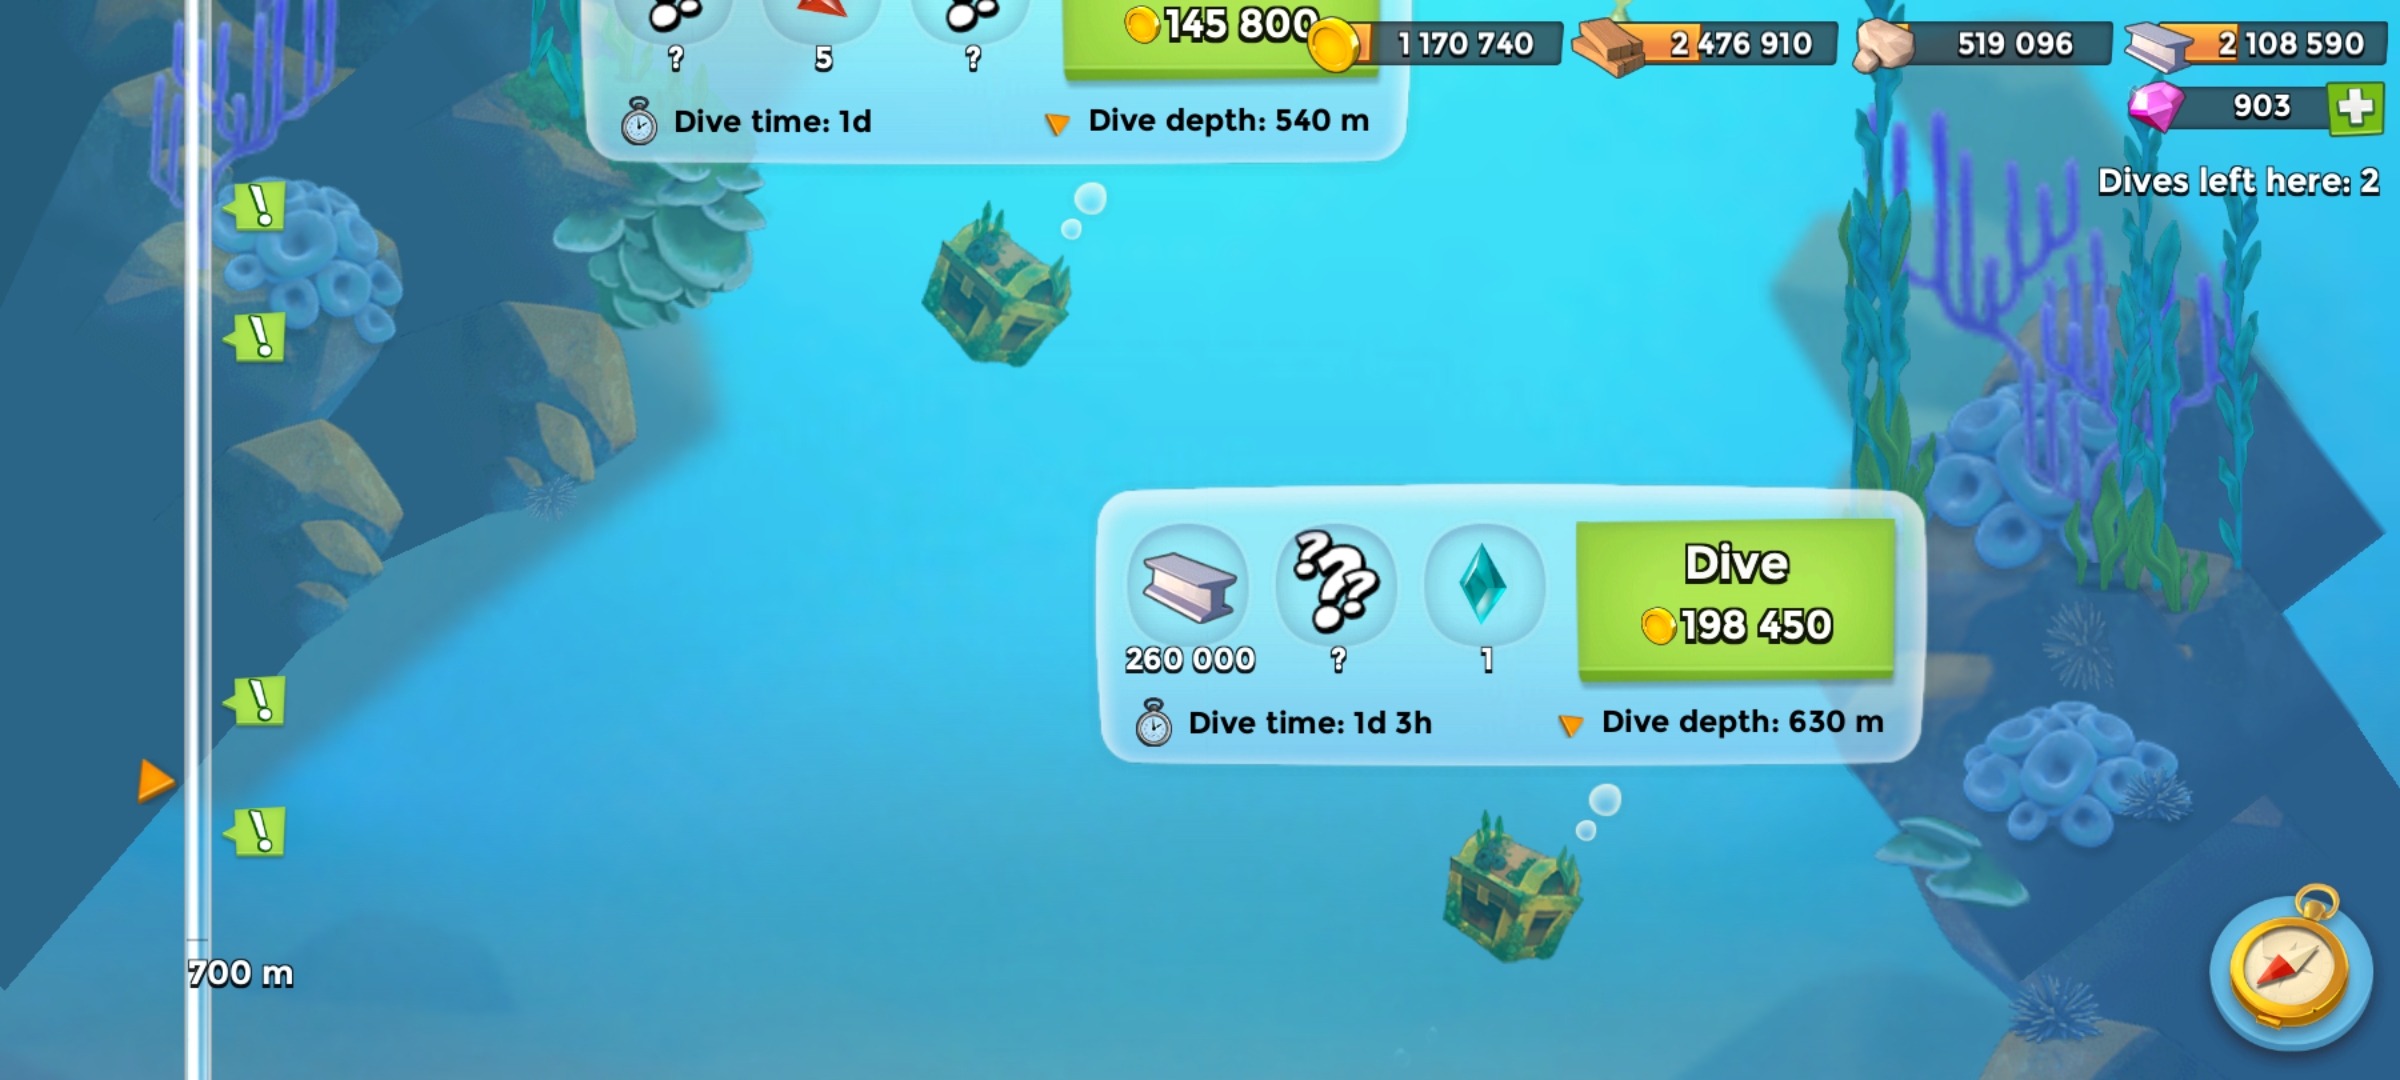 145 800
1 170 740
2 476 910
519 096
2 108 590
? 5 ?
903
Dive time: 1d
Dive depth: 540 m
Dives left here: 2
Dive
198 450
260 000 ? 1
Dive time: 1d 3h
Dive depth: 630 m
700 m